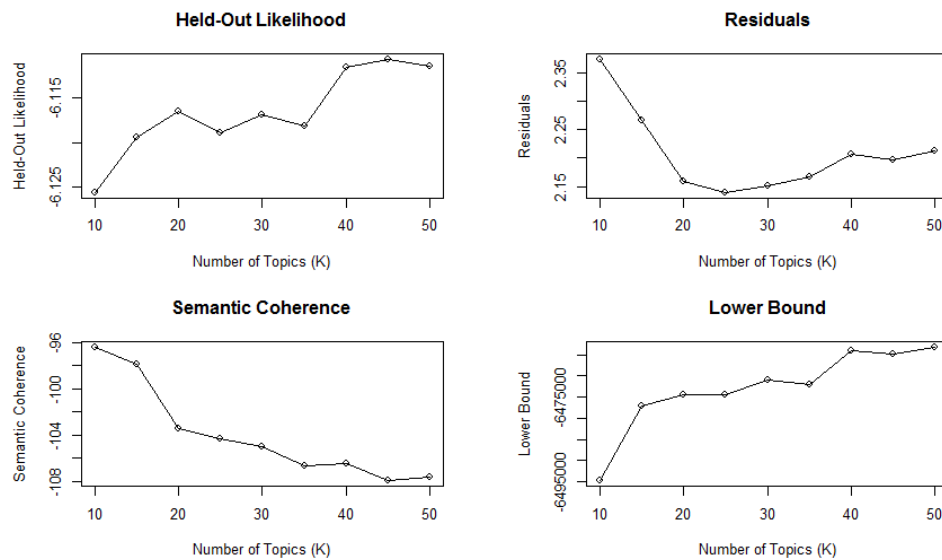 Held-Out Likelihood
Held-Out Likelihood
-6.115
-6.125
10 20 30 40 50
Number of Topics (K)
Residuals
Residuals
2.35
2.25
2.15
10 20 30 40 50
Number of Topics (K)
Semantic Coherence
Semantic Coherence
-96
-100
-104
-108
10 20 30 40 50
Number of Topics (K)
Lower Bound
Lower Bound
-6475000
-6495000
10 20 30 40 50
Number of Topics (K)